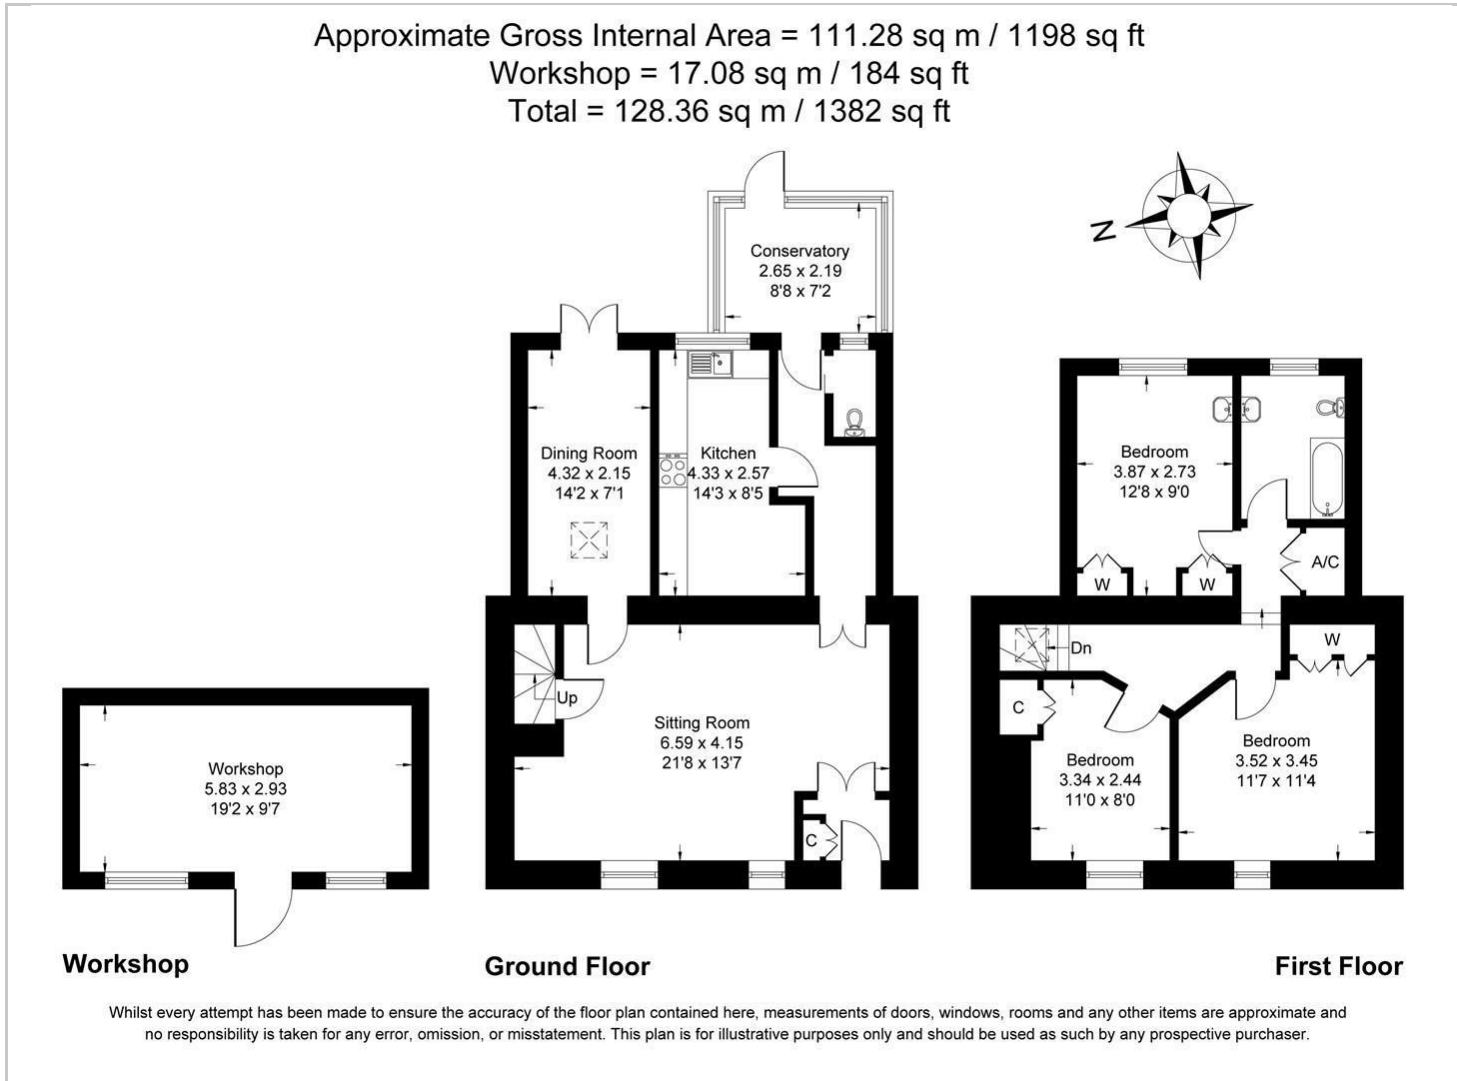 Approximate Gross Internal Area = 111.28 sq m / 1198 sq ft
Workshop = 17.08 sq m / 184 sq ft
Total = 128.36 sq m / 1382 sq ft
N
Conservatory
2.65 x 2.19
8'8 x 7'2
Dining Room
4.32 x 2.15
14'2 x 7'1
Kitchen
4.33 x 2.57
14'3 x 8'5
Up
Sitting Room
6.59 x 4.15
21'8 x 13'7
C
Workshop
5.83 x 2.93
19'2 x 9'7
Bedroom
3.87 x 2.73
12'8 x 9'0
W
W
A/C
W
Dn
C
Bedroom
3.34 x 2.44
11'0 x 8'0
Bedroom
3.52 x 3.45
11'7 x 11'4
Workshop
Ground Floor
First Floor
Whilst every attempt has been made to ensure the accuracy of the floor plan contained here, measurements of doors, windows, rooms and any other items are approximate and
no responsibility is taken for any error, omission, or misstatement. This plan is for illustrative purposes only and should be used as such by any prospective purchaser.